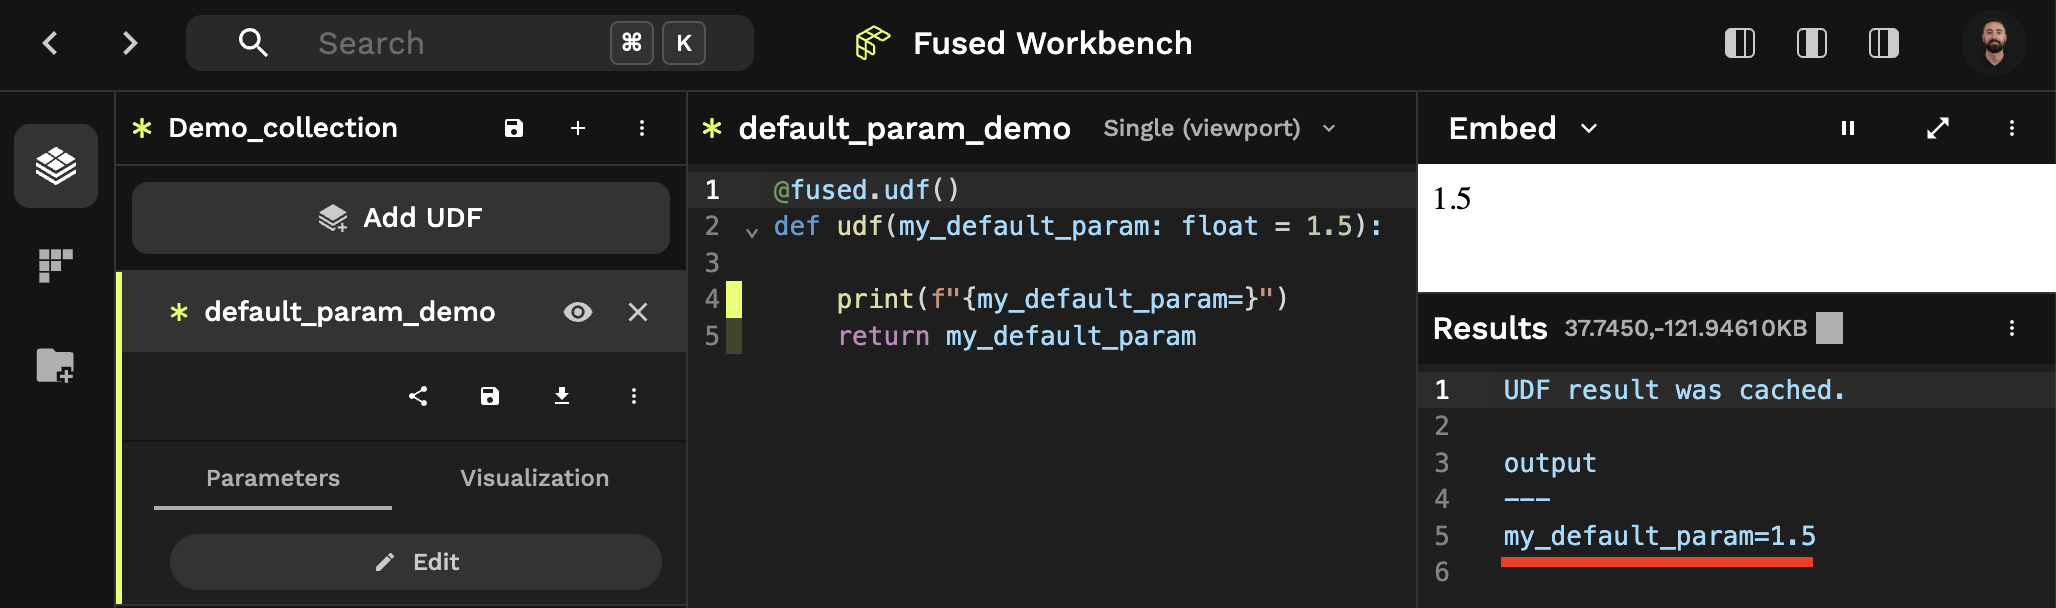 Search ⌘ K
Fused Workbench
Demo_collection
Add UDF
default_param_demo
Parameters Visualization
Edit
default_param_demo Single (viewport)
1 @fused.udf()
2 def udf(my_default_param: float = 1.5):
3
4 print(f"{my_default_param=}")
5 return my_default_param
Embed
1.5
Results 37.7450,-121.94610KB
1 UDF result was cached.
2
3 output
4 ---
5 my_default_param=1.5
6